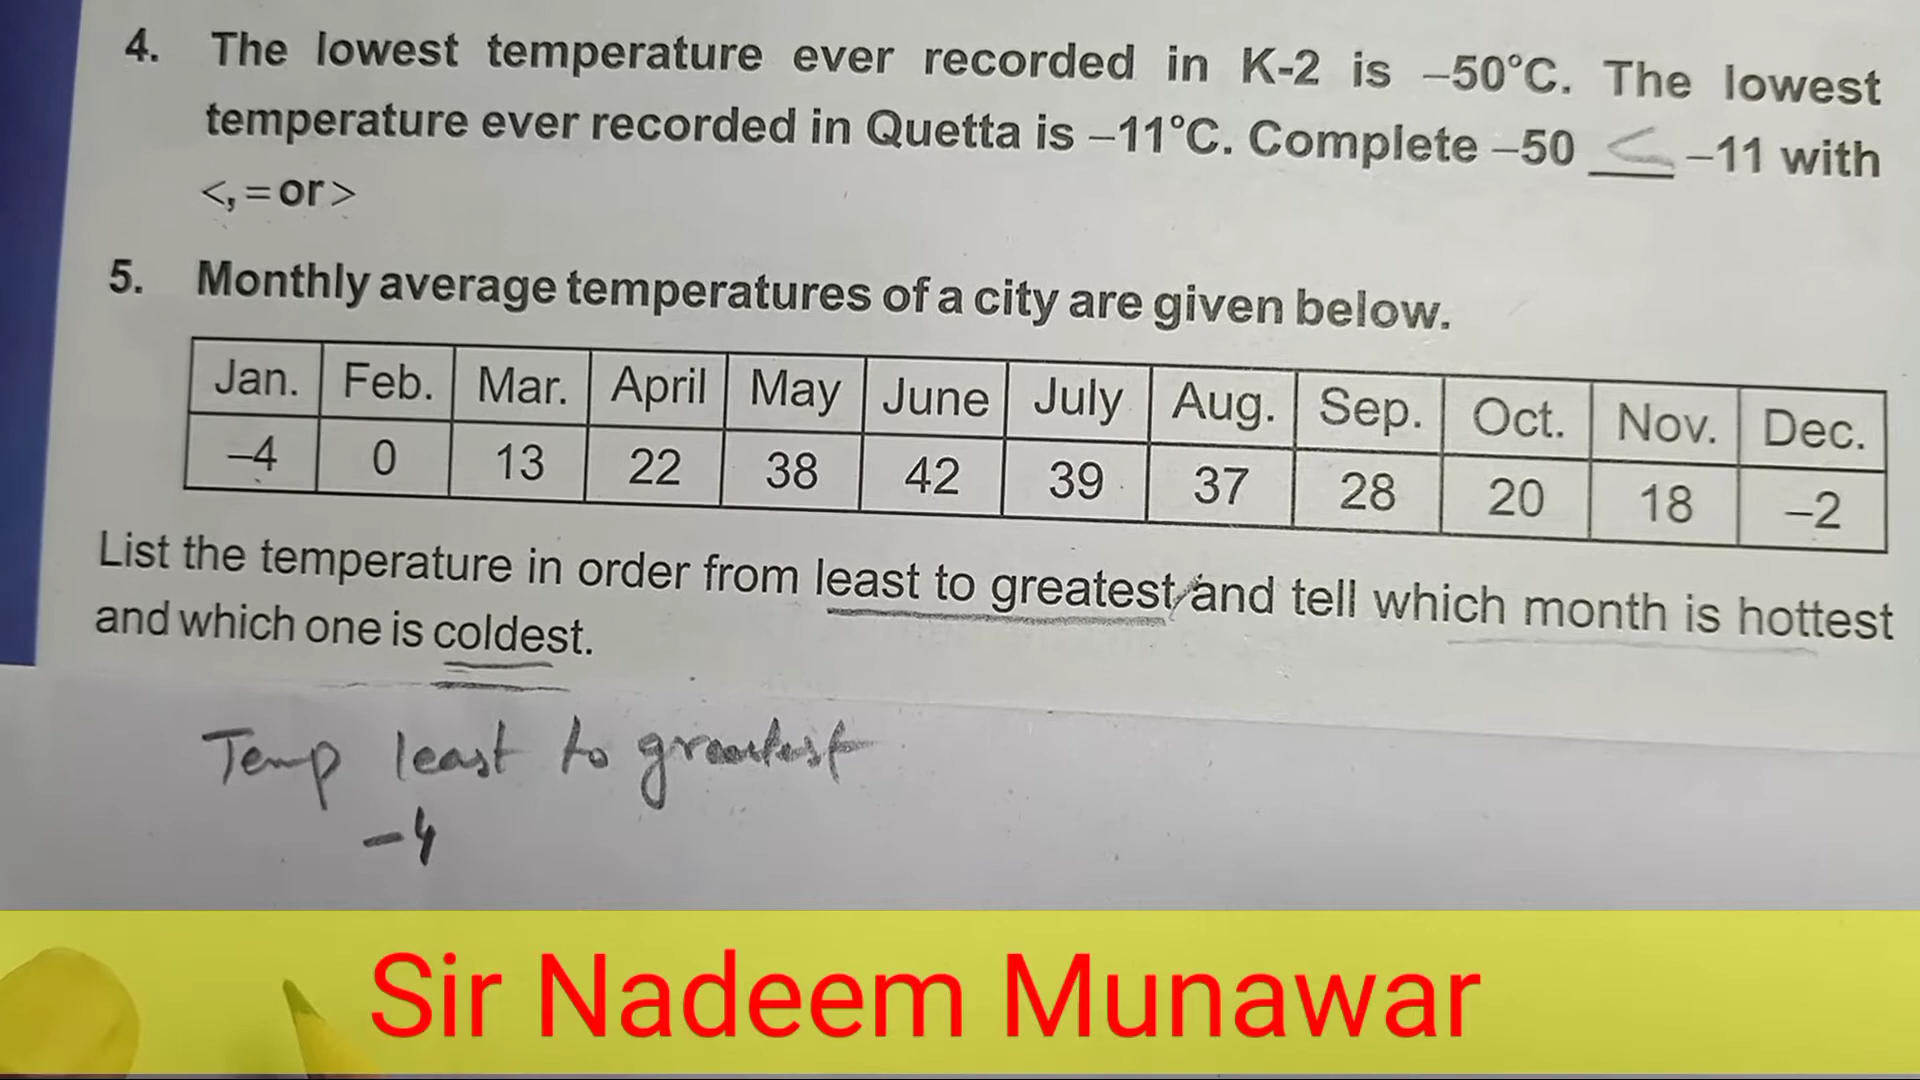 4. The lowest temperature ever recorded in K-2 is –50°C. The lowest
temperature ever recorded in Quetta is –11°C. Complete –50 < –11 with
<, = or >
5. Monthly average temperatures of a city are given below.
Jan. Feb. Mar. April May June July Aug. Sep. Oct. Nov. Dec.
–4 0 13 22 38 42 39 37 28 20 18 –2
List the temperature in order from least to greatest and tell which month is hottest
and which one is coldest.
Temp least to greatest
-4
Sir Nadeem Munawar